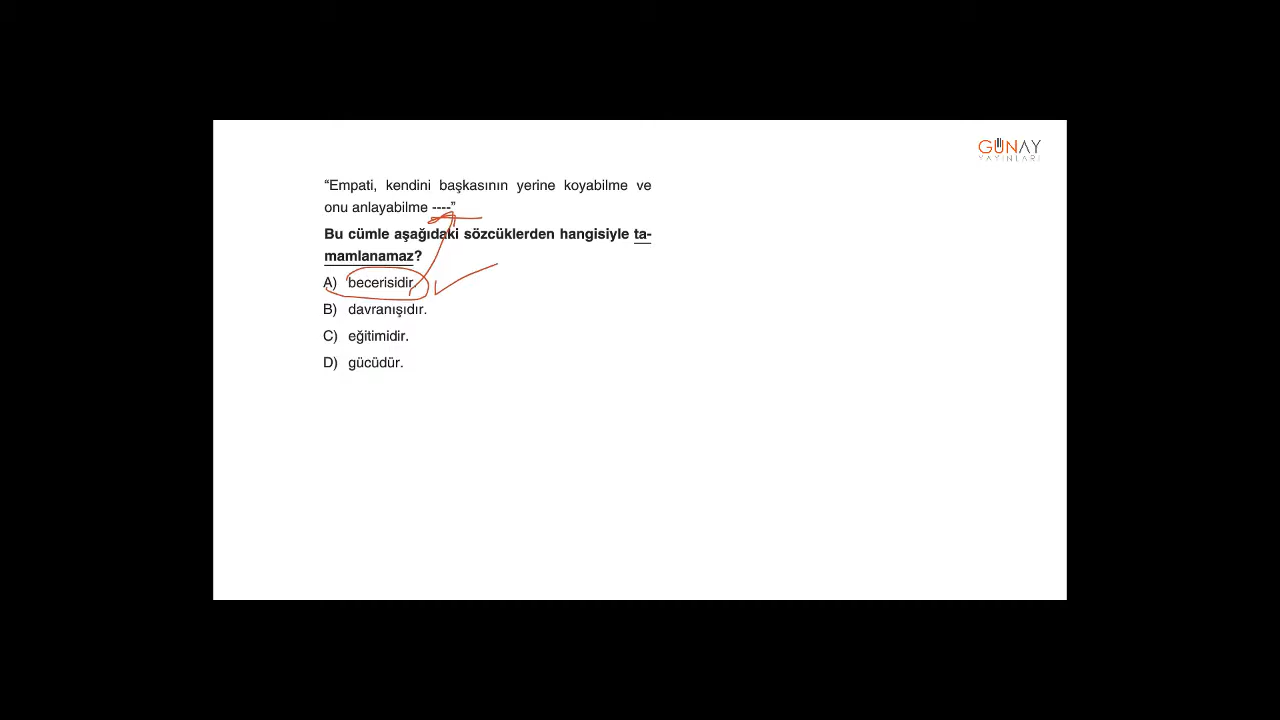 GÜNAY
YAYINLARI
“Empati, kendini başkasının yerine koyabilme ve
onu anlayabilme ----”
Bu cümle aşağıdaki sözcüklerden hangisiyle ta-
mamlanamaz?
A) becerisidir.
B) davranışıdır.
C) eğitimidir.
D) gücüdür.